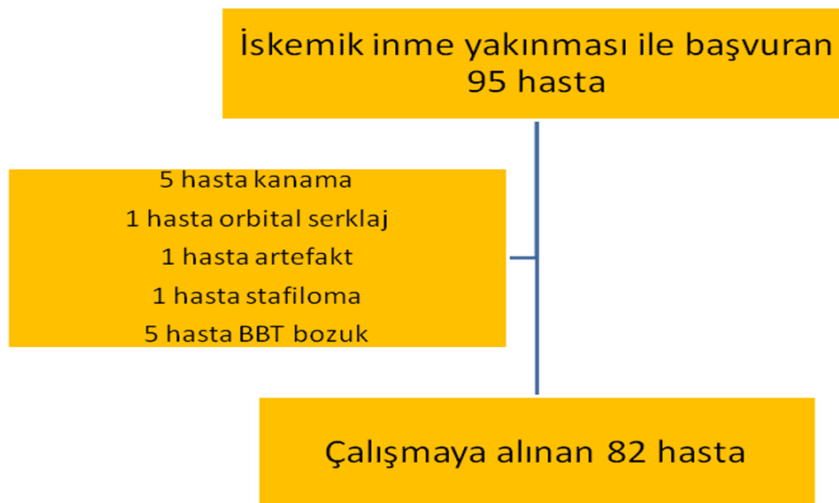 İskemik inme yakınması ile başvuran
95 hasta
5 hasta kanama
1 hasta orbital serklaj
1 hasta artefakt
1 hasta stafiloma
5 hasta BBT bozuk
Çalışmaya alınan 82 hasta